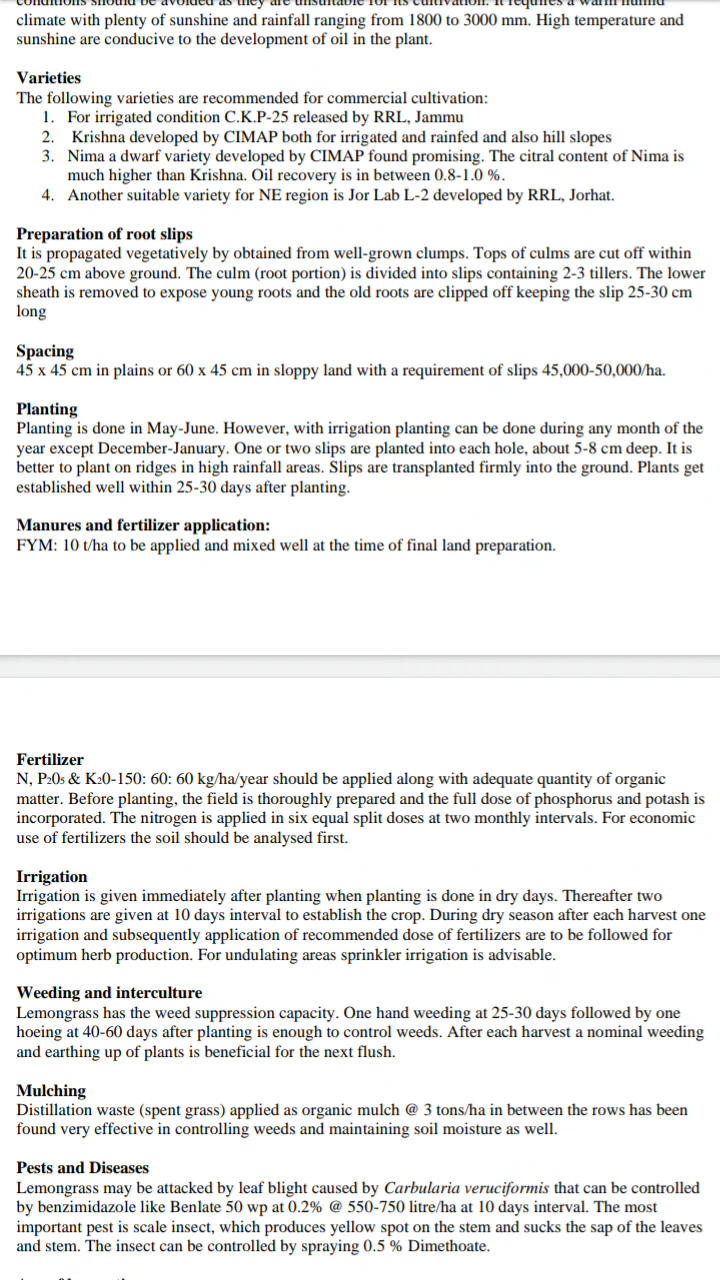 conditions should be avoided as they are unsuitable for its cultivation. It requires a warm humid
climate with plenty of sunshine and rainfall ranging from 1800 to 3000 mm. High temperature and
sunshine are conducive to the development of oil in the plant.
Varieties
The following varieties are recommended for commercial cultivation:
1. For irrigated condition C.K.P-25 released by RRL, Jammu
2. Krishna developed by CIMAP both for irrigated and rainfed and also hill slopes
3. Nima a dwarf variety developed by CIMAP found promising. The citral content of Nima is
much higher than Krishna. Oil recovery is in between 0.8-1.0 %.
4. Another suitable variety for NE region is Jor Lab L-2 developed by RRL, Jorhat.
Preparation of root slips
It is propagated vegetatively by obtained from well-grown clumps. Tops of culms are cut off within
20-25 cm above ground. The culm (root portion) is divided into slips containing 2-3 tillers. The lower
sheath is removed to expose young roots and the old roots are clipped off keeping the slip 25-30 cm
long
Spacing
45 x 45 cm in plains or 60 x 45 cm in sloppy land with a requirement of slips 45,000-50,000/ha.
Planting
Planting is done in May-June. However, with irrigation planting can be done during any month of the
year except December-January. One or two slips are planted into each hole, about 5-8 cm deep. It is
better to plant on ridges in high rainfall areas. Slips are transplanted firmly into the ground. Plants get
established well within 25-30 days after planting.
Manures and fertilizer application:
FYM: 10 t/ha to be applied and mixed well at the time of final land preparation.
Fertilizer
N, P₂0₅ & K₂0-150: 60: 60 kg/ha/year should be applied along with adequate quantity of organic
matter. Before planting, the field is thoroughly prepared and the full dose of phosphorus and potash is
incorporated. The nitrogen is applied in six equal split doses at two monthly intervals. For economic
use of fertilizers the soil should be analysed first.
Irrigation
Irrigation is given immediately after planting when planting is done in dry days. Thereafter two
irrigations are given at 10 days interval to establish the crop. During dry season after each harvest one
irrigation and subsequently application of recommended dose of fertilizers are to be followed for
optimum herb production. For undulating areas sprinkler irrigation is advisable.
Weeding and interculture
Lemongrass has the weed suppression capacity. One hand weeding at 25-30 days followed by one
hoeing at 40-60 days after planting is enough to control weeds. After each harvest a nominal weeding
and earthing up of plants is beneficial for the next flush.
Mulching
Distillation waste (spent grass) applied as organic mulch @ 3 tons/ha in between the rows has been
found very effective in controlling weeds and maintaining soil moisture as well.
Pests and Diseases
Lemongrass may be attacked by leaf blight caused by Carbularia veruciformis that can be controlled
by benzimidazole like Benlate 50 wp at 0.2% @ 550-750 litre/ha at 10 days interval. The most
important pest is scale insect, which produces yellow spot on the stem and sucks the sap of the leaves
and stem. The insect can be controlled by spraying 0.5 % Dimethoate.